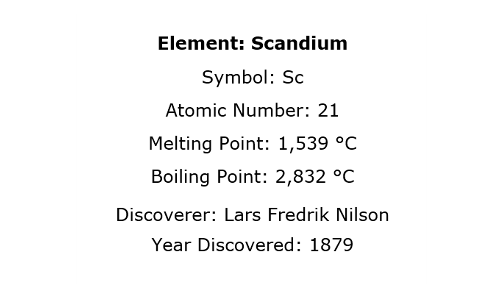 Element: Scandium
Symbol: Sc
Atomic Number: 21
Melting Point: 1,539 °C
Boiling Point: 2,832 °C
Discoverer: Lars Fredrik Nilson
Year Discovered: 1879